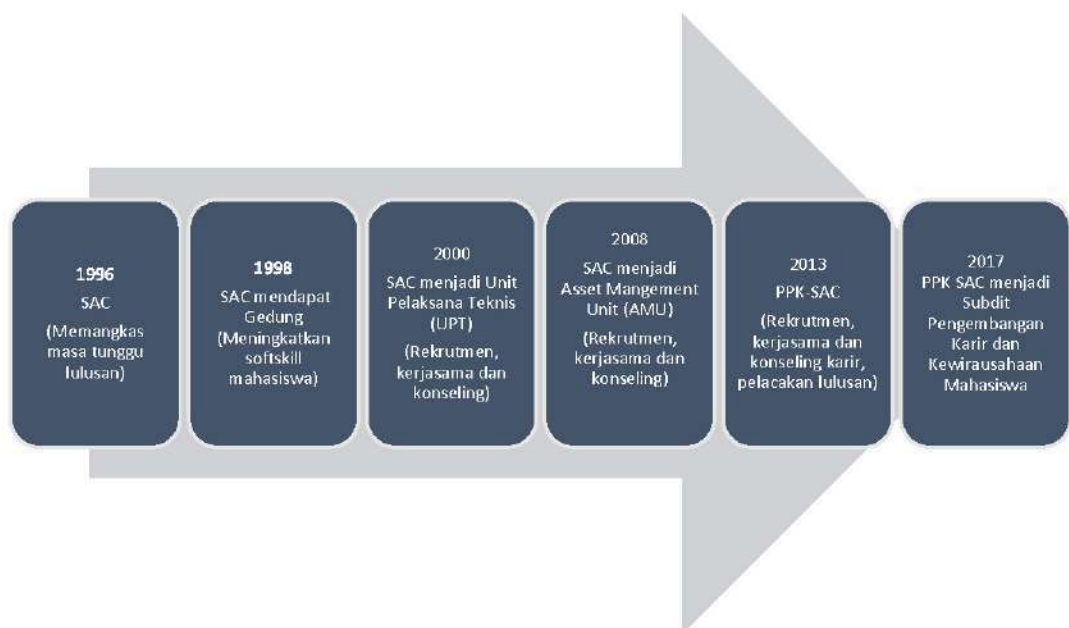 1996
SAC
(Memangkas
masa tunggu
lulusan)
1998
SAC mendapat
Gedung
(Meningkatkan
softskill
mahasiswa)
2000
SAC menjadi Unit
Pelaksana Teknis
(UPT)
(Rekrutmen,
kerjasama dan
konseling)
2008
SAC menjadi
Asset Mangement
Unit (AMU)
(Rekrutmen,
kerjasama dan
konseling)
2013
PPK-SAC
(Rekrutmen,
kerjasama dan
konseling karir,
pelacakan lulusan)
2017
PPK SAC menjadi
Subdit
Pengembangan
Karir dan
Kewirausahaan
Mahasiswa